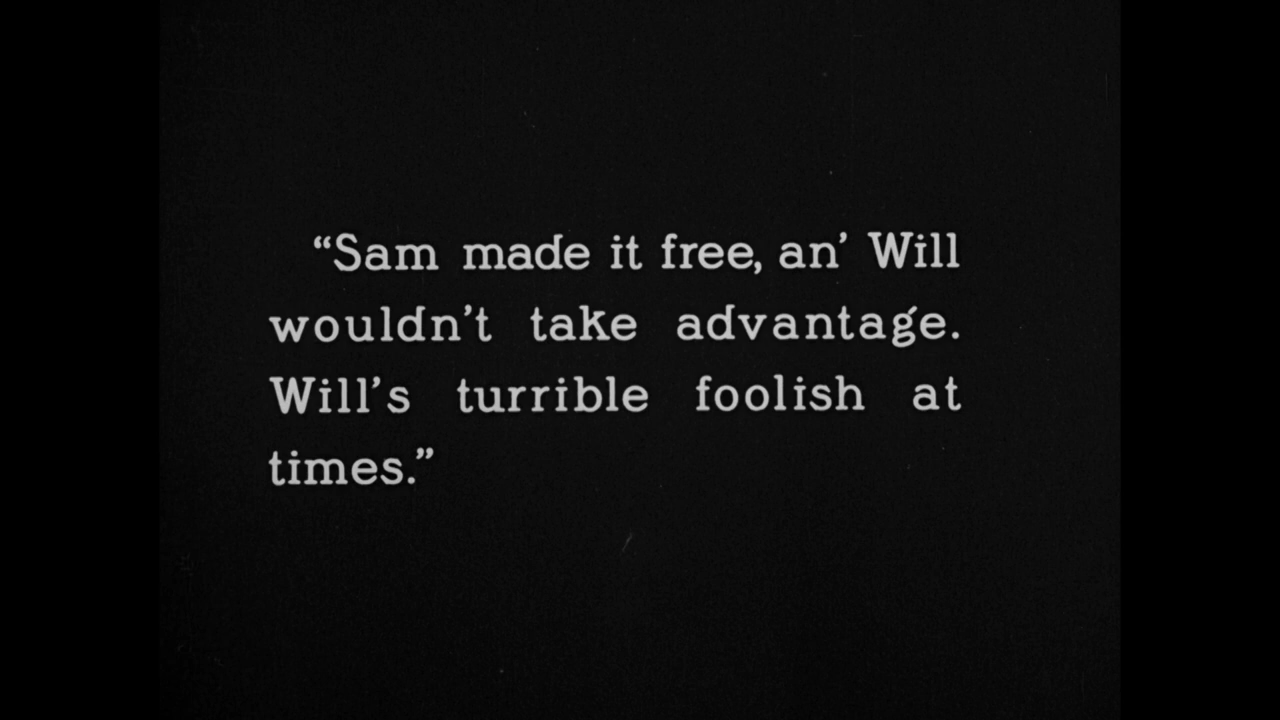 “Sam made it free, an’ Will
wouldn’t take advantage.
Will’s turrible foolish at
times.”